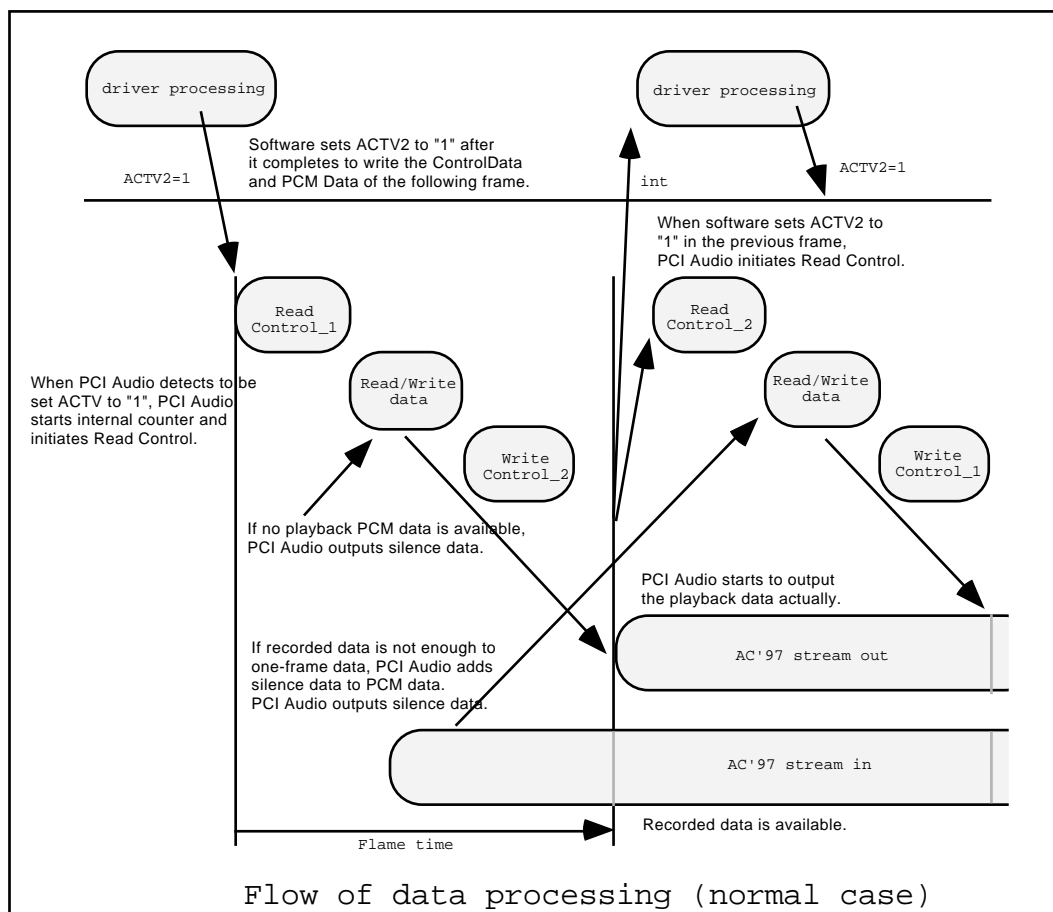 driver processing
driver processing
Software sets ACTV2 to "1" after
it completes to write the ControlData
and PCM Data of the following frame.
ACTV2=1
int
ACTV2=1
When software sets ACTV2 to
"1" in the previous frame,
PCI Audio initiates Read Control.
Read
Control_1
Read
Control_2
When PCI Audio detects to be
set ACTV to "1", PCI Audio
starts internal counter and
initiates Read Control.
Read/Write
data
Read/Write
data
Write
Control_2
Write
Control_1
If no playback PCM data is available,
PCI Audio outputs silence data.
PCI Audio starts to output
the playback data actually.
If recorded data is not enough to
one-frame data, PCI Audio adds
silence data to PCM data.
PCI Audio outputs silence data.
AC'97 stream out
AC'97 stream in
Recorded data is available.
Flame time
Flow of data processing (normal case)